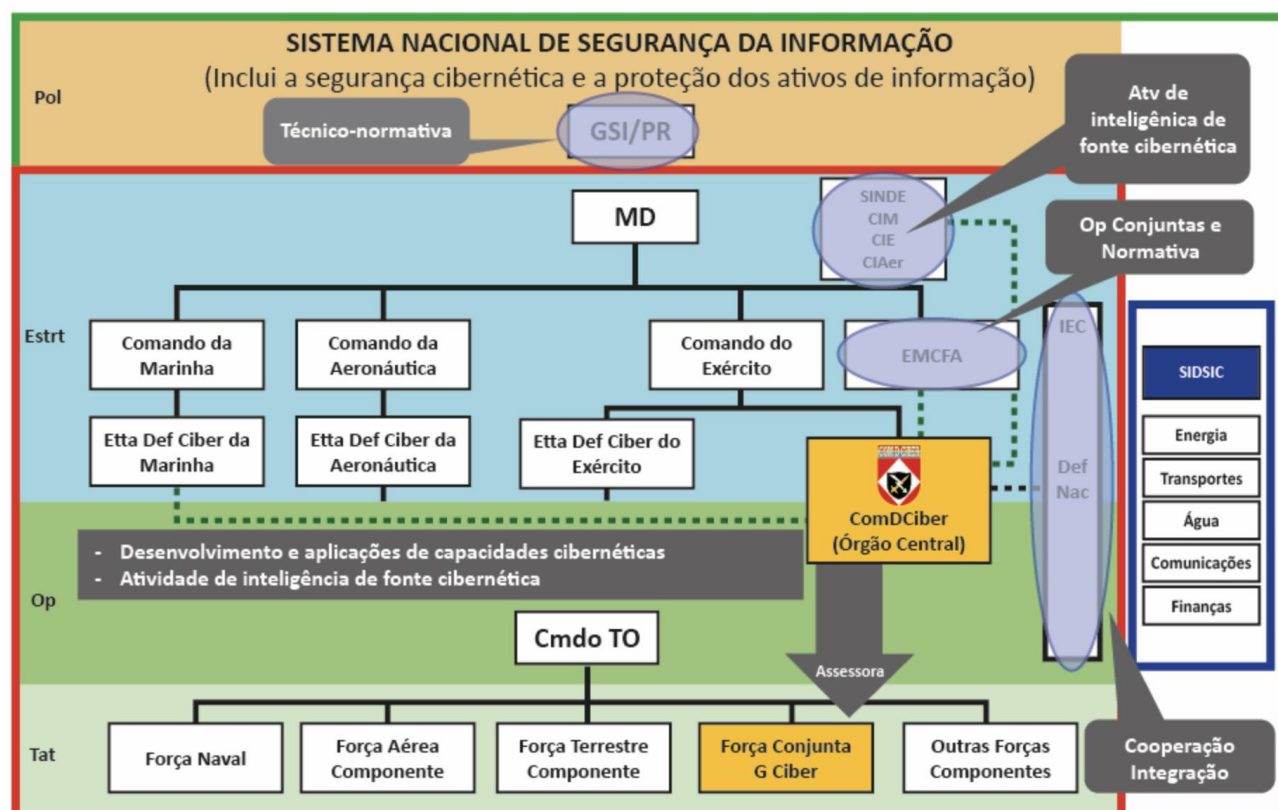 SISTEMA NACIONAL DE SEGURANÇA DA INFORMAÇÃO
(Inclui a segurança cibernética e a proteção dos ativos de informação)
Pol
Técnico-normativa
GSI/PR
Atv de
inteligênica de
fonte cibernética
MD
SINDE
CIM
CIE
CIAer
Op Conjuntas e
Normativa
Estrt
Comando da
Marinha
Comando da
Aeronáutica
Comando do
Exército
EMCFA
IEC
Def
Nac
SIDSIC
Energia
Transportes
Água
Comunicações
Finanças
Etta Def Ciber da
Marinha
Etta Def Ciber da
Aeronáutica
Etta Def Ciber do
Exército
ComDCiber
(Órgão Central)
- Desenvolvimento e aplicações de capacidades cibernéticas
- Atividade de inteligência de fonte cibernética
Op
Cmdo TO
Assessora
Tat
Força Naval
Força Aérea
Componente
Força Terrestre
Componente
Força Conjunta
G Ciber
Outras Forças
Componentes
Cooperação
Integração